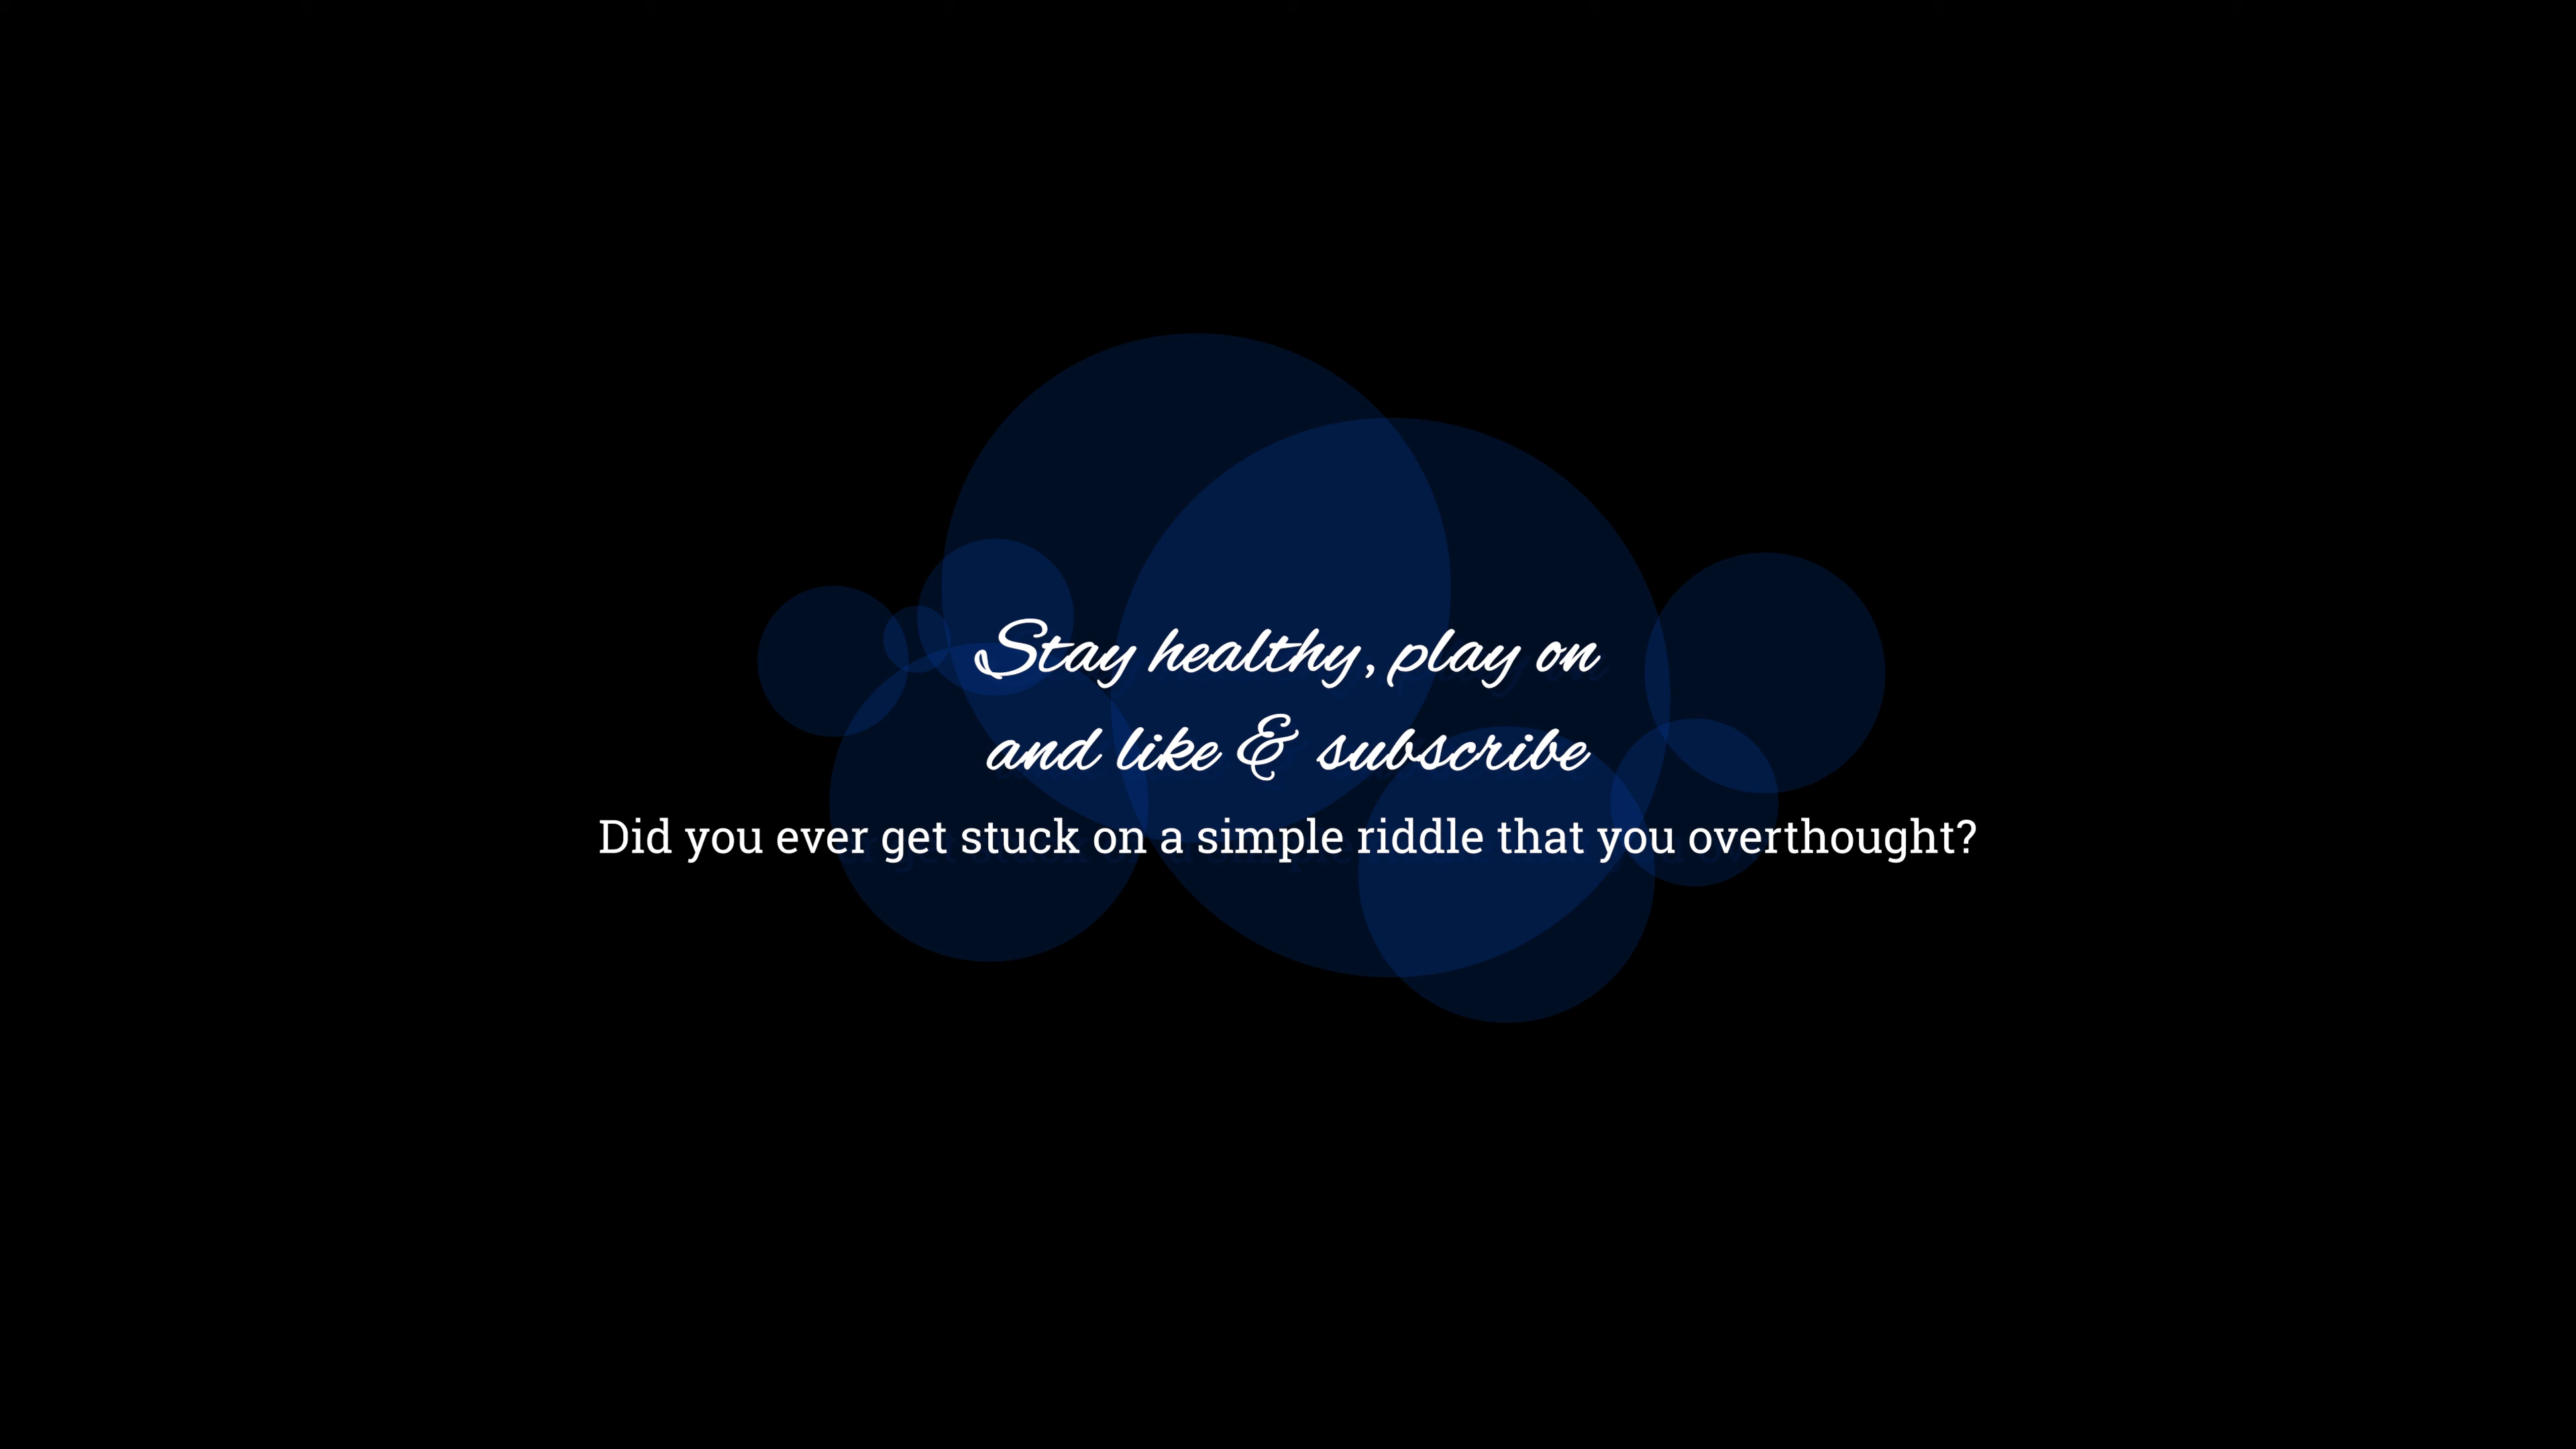 Stay healthy, play on
and like & subscribe
Did you ever get stuck on a simple riddle that you overthought?